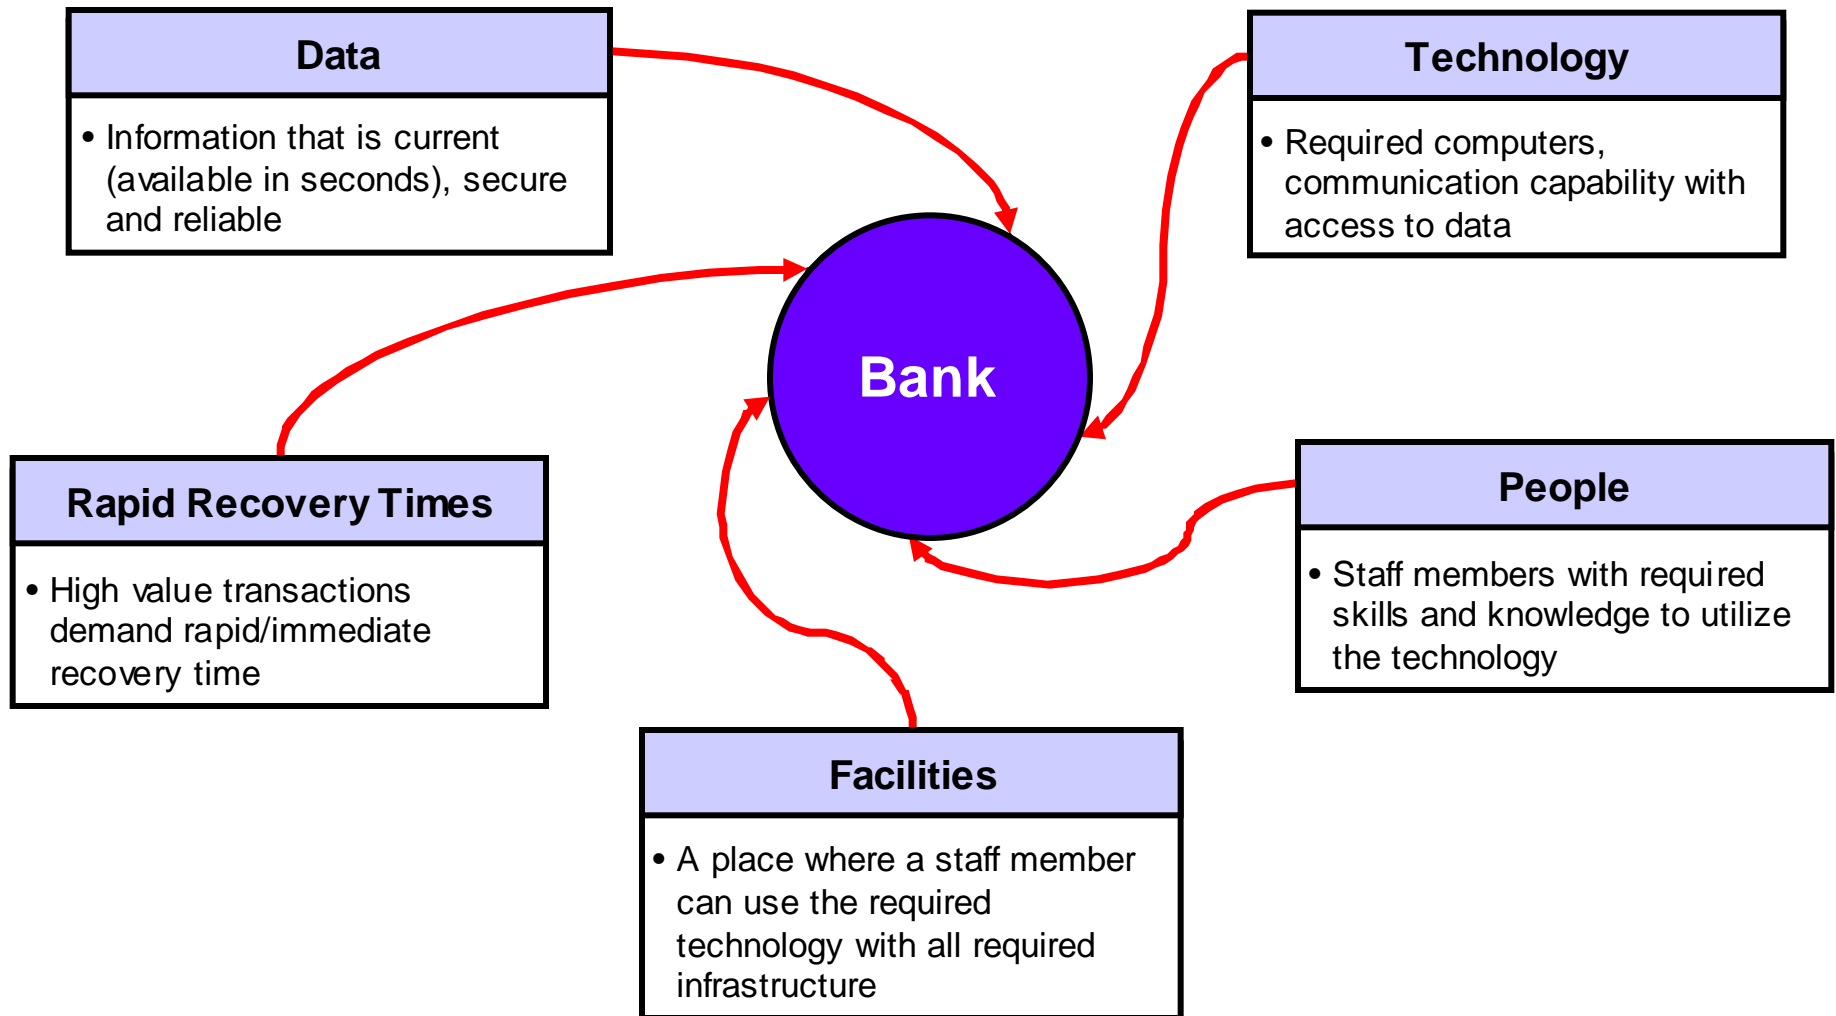 Data
• Information that is current
(available in seconds), secure
and reliable
Technology
• Required computers,
communication capability with
access to data
Bank
Rapid Recovery Times
• High value transactions
demand rapid/immediate
recovery time
People
• Staff members with required
skills and knowledge to utilize
the technology
Facilities
• A place where a staff member
can use the required
technology with all required
infrastructure